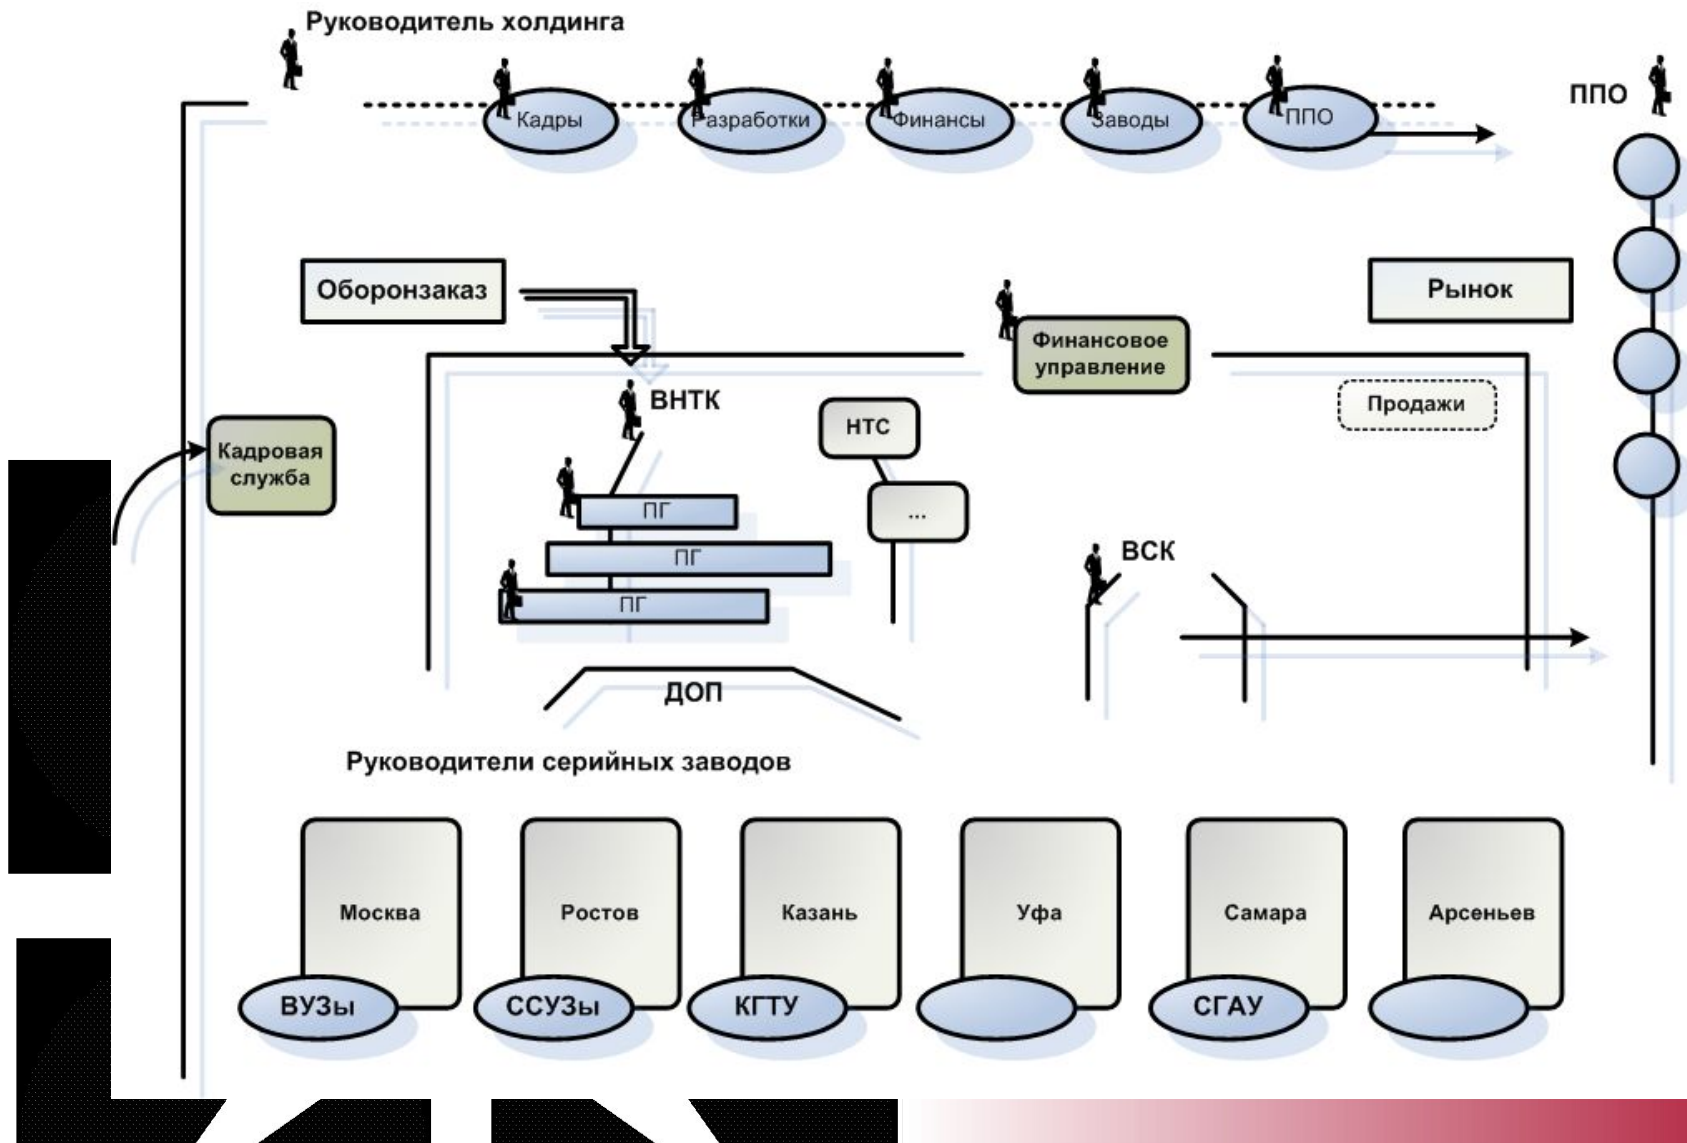 Руководитель холдинга
ППО
Кадры
Разработки
Финансы
Заводы
ППО
Оборонзаказ
Рынок
Финансовое
управление
ВНТК
НТС
Продажи
Кадровая
служба
ПГ
...
ПГ
ВСК
ПГ
ДОП
Руководители серийных заводов
Москва
Ростов
Казань
Уфа
Самара
Арсеньев
ВУЗы
ССУЗы
КГТУ
СГАУ